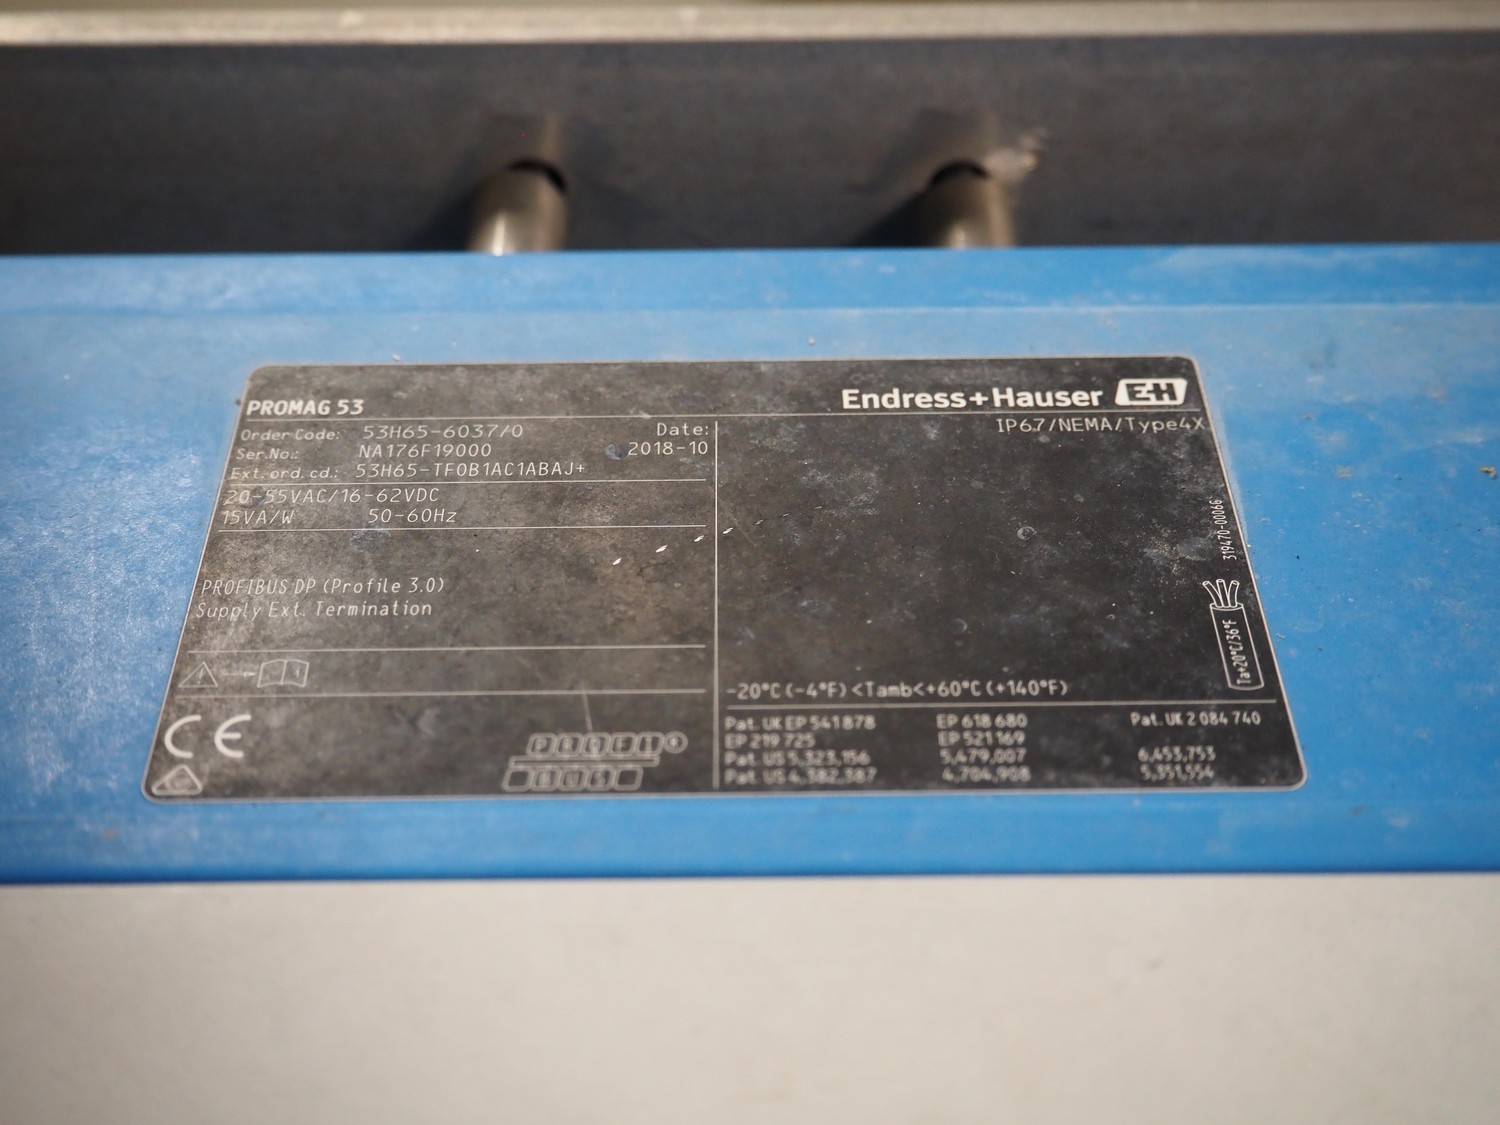 PROMAG 53
Endress+Hauser EH
Order Code: 53H65-6037/0 Date:
Ser.No.: NA176F19000 2018-10
Ext. ord. cd.: 53H65-TF0B1AC1ABAJ+
20-55VAC/16-62VDC
15VA/W 50-60Hz
PROFIBUS DP (Profile 3.0)
Supply Ext. Termination
i
CE
PROFI
BUS
IP67/NEMA/Type4X
319470-0006G
Ta+20°C/36°F
-20°C (-4°F) <Tamb<+60°C (+140°F)
Pat. UK EP 541 878 EP 618 680 Pat. UK 2 084 740
EP 219 725 EP 521 169
Pat. US 5,323,156 5,479,007 6,453,753
Pat. US 4,382,387 4,704,908 5,351,554